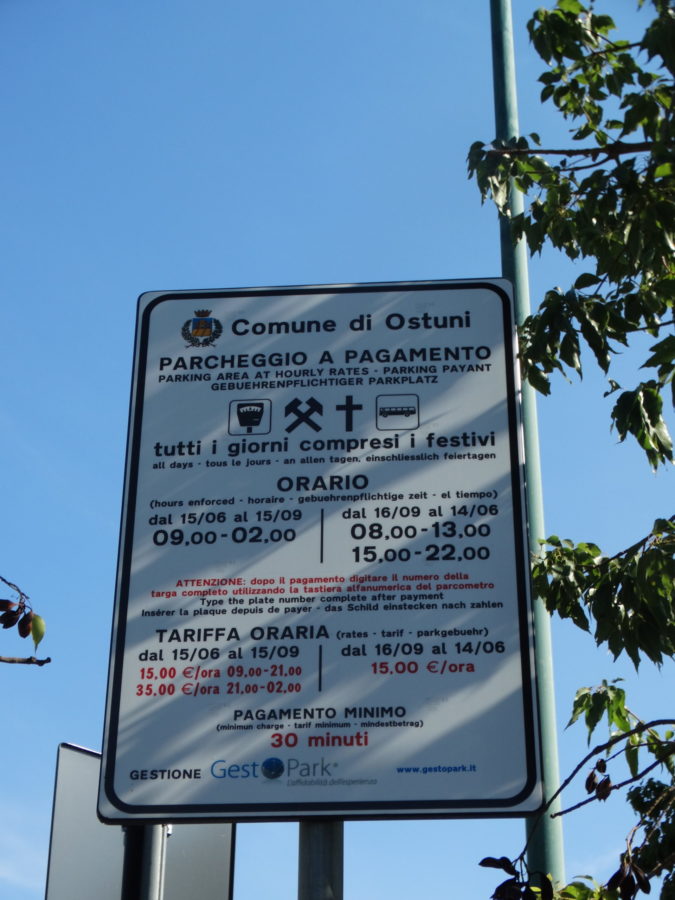 Comune di Ostuni
PARCHEGGIO A PAGAMENTO
PARKING AREA AT HOURLY RATES - PARKING PAYANT
GEBUEHRENPFLICHTIGER PARKPLATZ
tutti i giorni compresi i festivi
all days - tous le jours - an allen tagen, einschliesslich feiertagen
ORARIO
(hours enforced - horaire - gebuehrenpflichtige zeit - el tiempo)
dal 15/06 al 15/09
09,00-02,00
dal 16/09 al 14/06
08,00-13,00
15,00-22,00
ATTENZIONE: dopo il pagamento digitare il numero della
targa completo utilizzando la tastiera alfanumerica del parcometro
Type the plate number complete after payment
Insérer la plaque depuis de payer - das Schild einstecken nach zahlen
TARIFFA ORARIA (rates - tarif - parkgebuehr)
dal 15/06 al 15/09
15,00 €/ora 09,00-21,00
35,00 €/ora 21,00-02,00
dal 16/09 al 14/06
15,00 €/ora
PAGAMENTO MINIMO
(minimun charge - tarif minimum - mindestbetrag)
30 minuti
GESTIONE GestOPark®
L'affidabilità dell'esperienza
www.gestopark.it